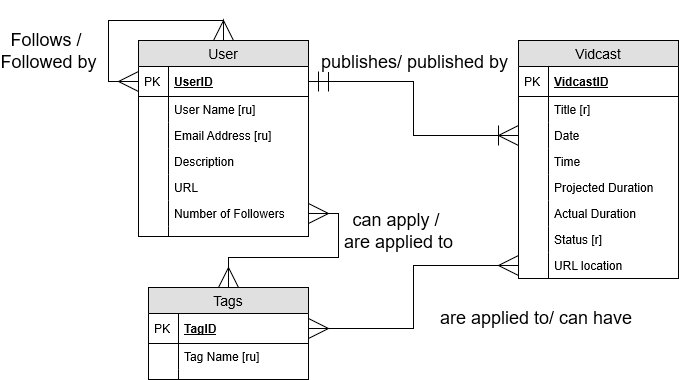 Follows /
Followed by
User
PK UserID
User Name [ru]
Email Address [ru]
Description
URL
Number of Followers
publishes/ published by
Vidcast
PK VidcastID
Title [r]
Date
Time
Projected Duration
Actual Duration
Status [r]
URL location
can apply /
are applied to
Tags
PK TagID
Tag Name [ru]
are applied to/ can have